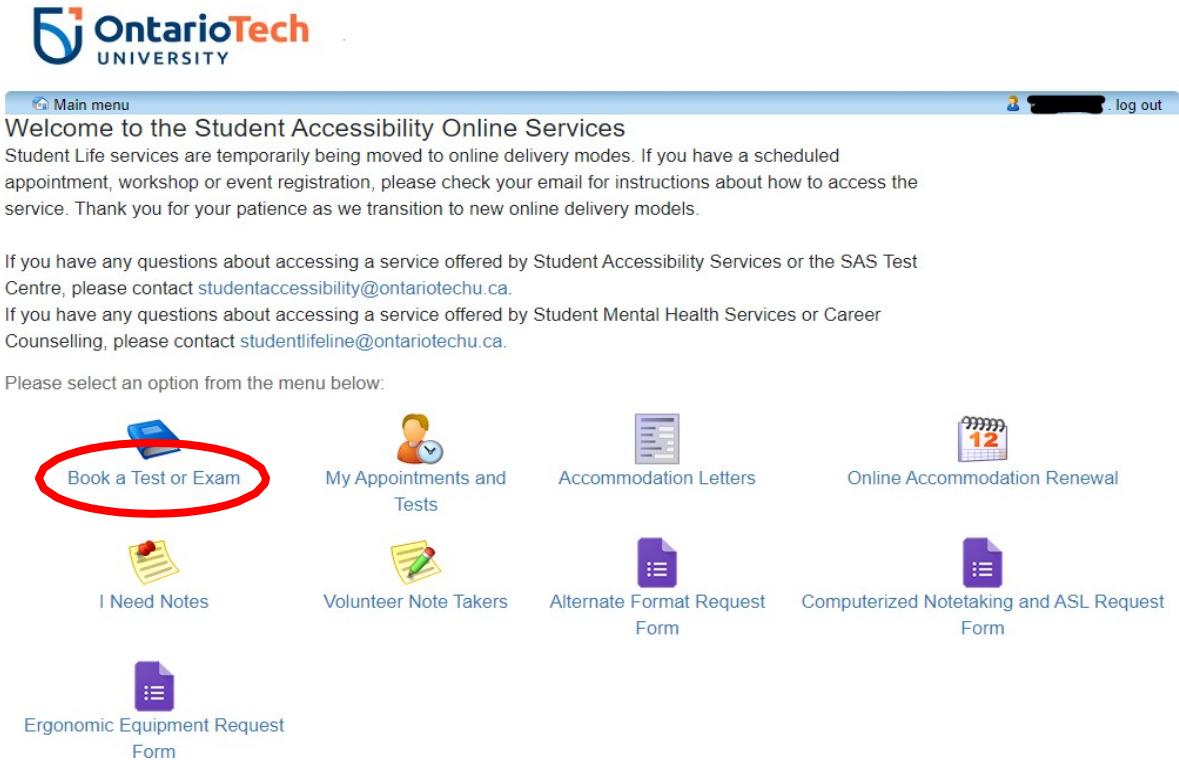 OntarioTech
UNIVERSITY
Main menu
. log out
Welcome to the Student Accessibility Online Services
Student Life services are temporarily being moved to online delivery modes. If you have a scheduled
appointment, workshop or event registration, please check your email for instructions about how to access the
service. Thank you for your patience as we transition to new online delivery models.
If you have any questions about accessing a service offered by Student Accessibility Services or the SAS Test
Centre, please contact studentaccessibility@ontariotechu.ca.
If you have any questions about accessing a service offered by Student Mental Health Services or Career
Counselling, please contact studentlifeline@ontariotechu.ca.
Please select an option from the menu below:
12
Book a Test or Exam
My Appointments and
Tests
Accommodation Letters
Online Accommodation Renewal
I Need Notes
Volunteer Note Takers
Alternate Format Request
Form
Computerized Notetaking and ASL Request
Form
Ergonomic Equipment Request
Form